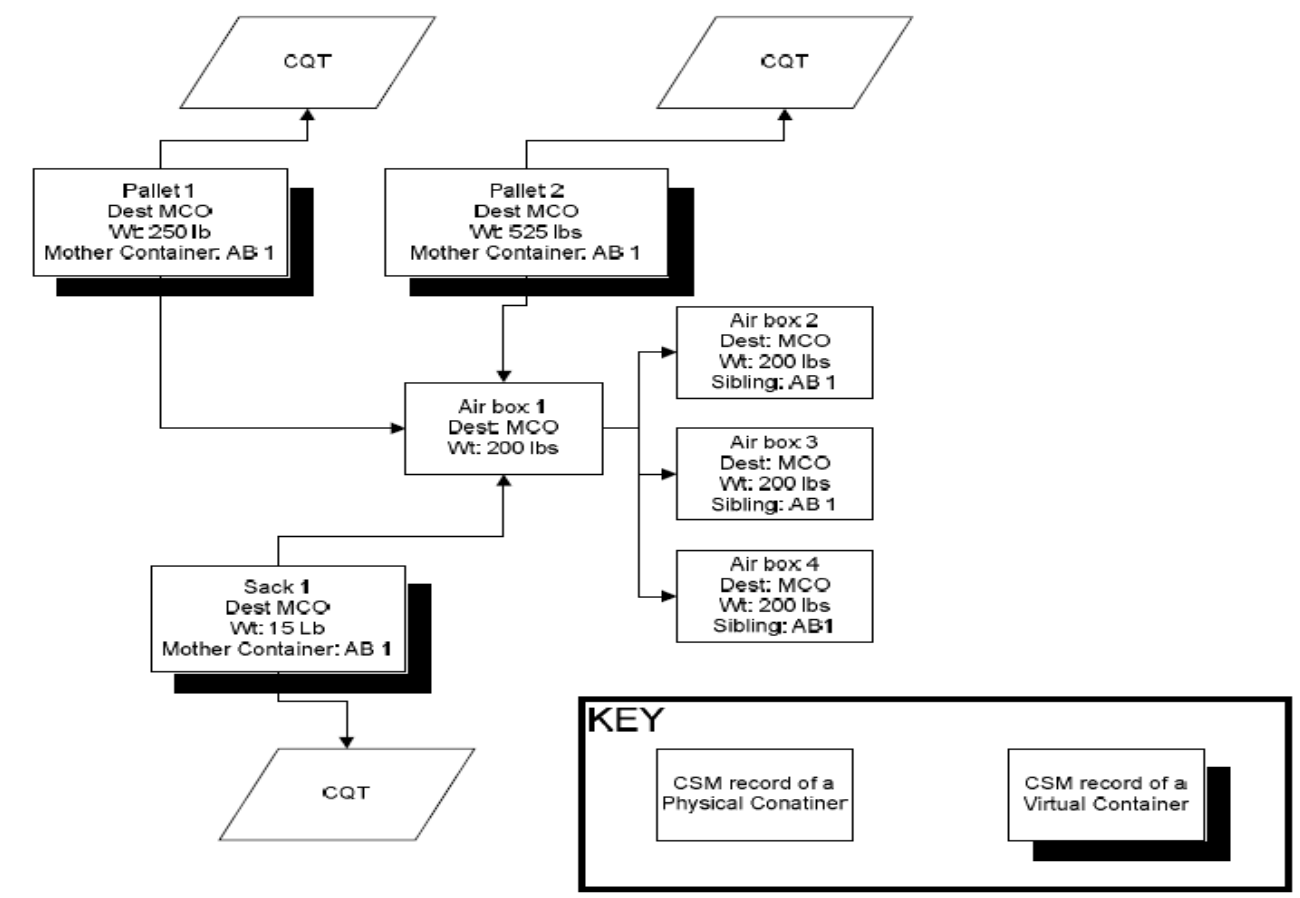 CQT
CQT
Pallet 1
Dest MCO
Wt: 250 lb
Mother Container: AB 1
Pallet 2
Dest MCO
Wt: 525 lbs
Mother Container: AB 1
Air box 2
Dest: MCO
Wt: 200 lbs
Sibling: AB 1
Air box 1
Dest: MCO
Wt: 200 lbs
Air box 3
Dest: MCO
Wt: 200 lbs
Sibling: AB 1
Air box 4
Dest: MCO
Wt: 200 lbs
Sibling: AB1
Sack 1
Dest MCO
Wt: 15 Lb
Mother Container: AB 1
CQT
KEY
CSM record of a
Physical Conatiner
CSM record of a
Virtual Container